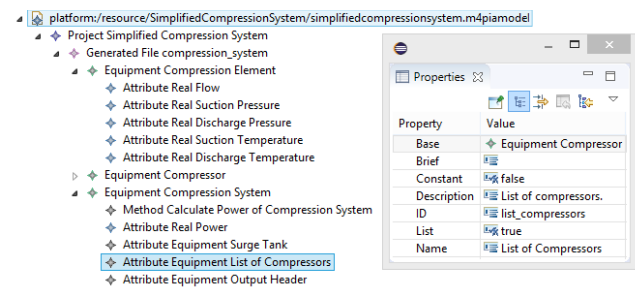 platform:/resource/SimplifiedCompressionSystem/simplifiedcompressionsystem.m4piamodel
Project Simplified Compression System
Generated File compression_system
Equipment Compression Element
Attribute Real Flow
Attribute Real Suction Pressure
Attribute Real Discharge Pressure
Attribute Real Suction Temperature
Attribute Real Discharge Temperature
Equipment Compressor
Equipment Compression System
Method Calculate Power of Compression System
Attribute Real Power
Attribute Equipment Surge Tank
Attribute Equipment List of Compressors
Attribute Equipment Output Header
Properties
Property Value
Base Equipment Compressor
Brief
Constant false
Description List of compressors.
ID list_compressors
List true
Name List of Compressors